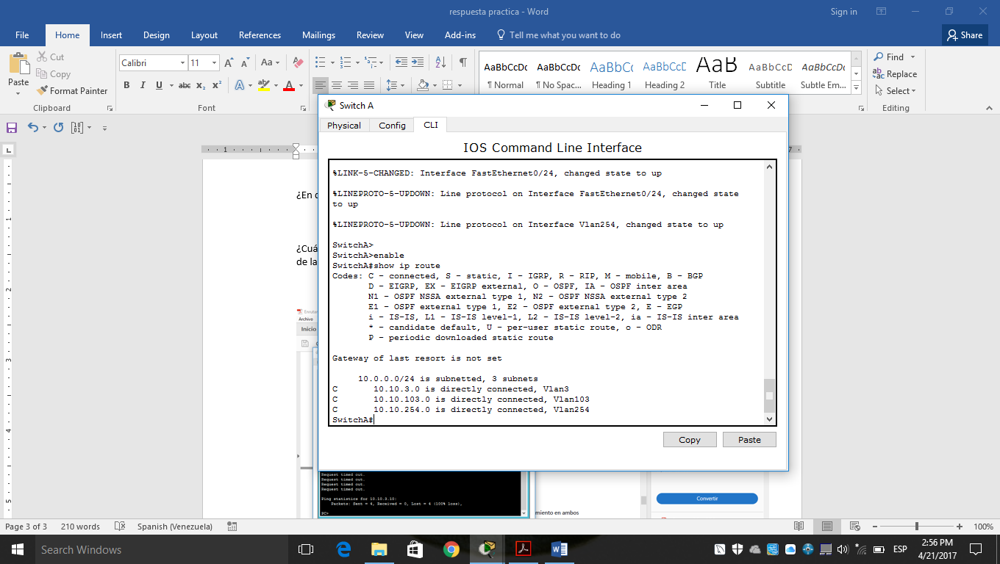 respuesta practica - Word
Sign in
File Home Insert Design Layout References Mailings Review View Add-ins Tell me what you want to do Share
Paste
Cut
Copy
Format Painter
Clipboard
Calibri 11
Font
AaBbCcDc AaBbCcDc AaBbCc AaBbCcD AaB AaBbCcD AaBbCcDc
¶ Normal ¶ No Spac... Heading 1 Heading 2 Title Subtitle Subtle Em...
Find
Replace
Select
Editing
Switch A
Physical Config CLI
IOS Command Line Interface
%LINK-5-CHANGED: Interface FastEthernet0/24, changed state to up
%LINEPROTO-5-UPDOWN: Line protocol on Interface FastEthernet0/24, changed state
to up
%LINEPROTO-5-UPDOWN: Line protocol on Interface Vlan254, changed state to up
SwitchA>
SwitchA>enable
SwitchA#show ip route
Codes: C - connected, S - static, I - IGRP, R - RIP, M - mobile, B - BGP
D - EIGRP, EX - EIGRP external, O - OSPF, IA - OSPF inter area
N1 - OSPF NSSA external type 1, N2 - OSPF NSSA external type 2
E1 - OSPF external type 1, E2 - OSPF external type 2, E - EGP
i - IS-IS, L1 - IS-IS level-1, L2 - IS-IS level-2, ia - IS-IS inter area
* - candidate default, U - per-user static route, o - ODR
P - periodic downloaded static route
Gateway of last resort is not set
10.0.0.0/24 is subnetted, 3 subnets
C 10.10.3.0 is directly connected, Vlan3
C 10.10.103.0 is directly connected, Vlan103
C 10.10.254.0 is directly connected, Vlan254
SwitchA#
Copy Paste
¿En
¿Cuá
de la
Archivo
Inicio
Request timed out.
Request timed out.
Request timed out.
Request timed out.
Ping statistics for 10.10.3.10:
Packets: Sent = 4, Received = 0, Lost = 4 (100% loss),
PC>
miento en ambos
Convertir
Page 3 of 3 210 words Spanish (Venezuela) 100%
Search Windows
ESP
2:56 PM
4/21/2017